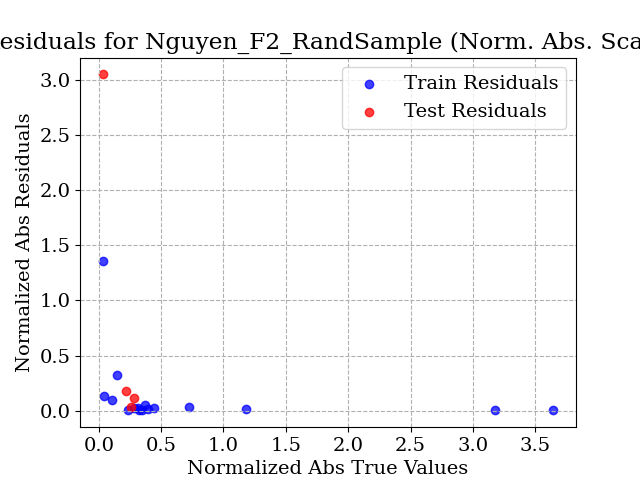 esiduals for Nguyen_F2_RandSample (Norm. Abs. Sca
Train Residuals
Test Residuals
Normalized Abs Residuals
3.0
2.5
2.0
1.5
1.0
0.5
0.0
0.0 0.5 1.0 1.5 2.0 2.5 3.0 3.5
Normalized Abs True Values